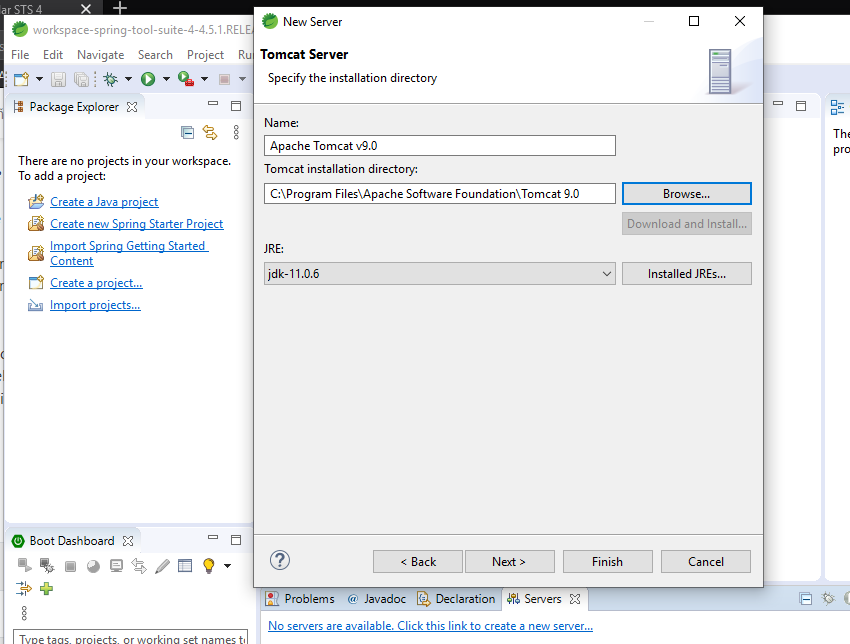 lar STS 4
workspace-spring-tool-suite-4-4.5.1.RELEA
File Edit Navigate Search Project Ru
Package Explorer
There are no projects in your workspace.
To add a project:
Create a Java project
Create new Spring Starter Project
Import Spring Getting Started
Content
Create a project...
Import projects...
Boot Dashboard
Type tags, projects, or working set names to
New Server
Tomcat Server
Specify the installation directory
Name:
Apache Tomcat v9.0
Tomcat installation directory:
C:\Program Files\Apache Software Foundation\Tomcat 9.0
Browse...
Download and Install...
JRE:
jdk-11.0.6
Installed JREs...
?
< Back
Next >
Finish
Cancel
Problems @ Javadoc Declaration Servers
No servers are available. Click this link to create a new server...
The
pro